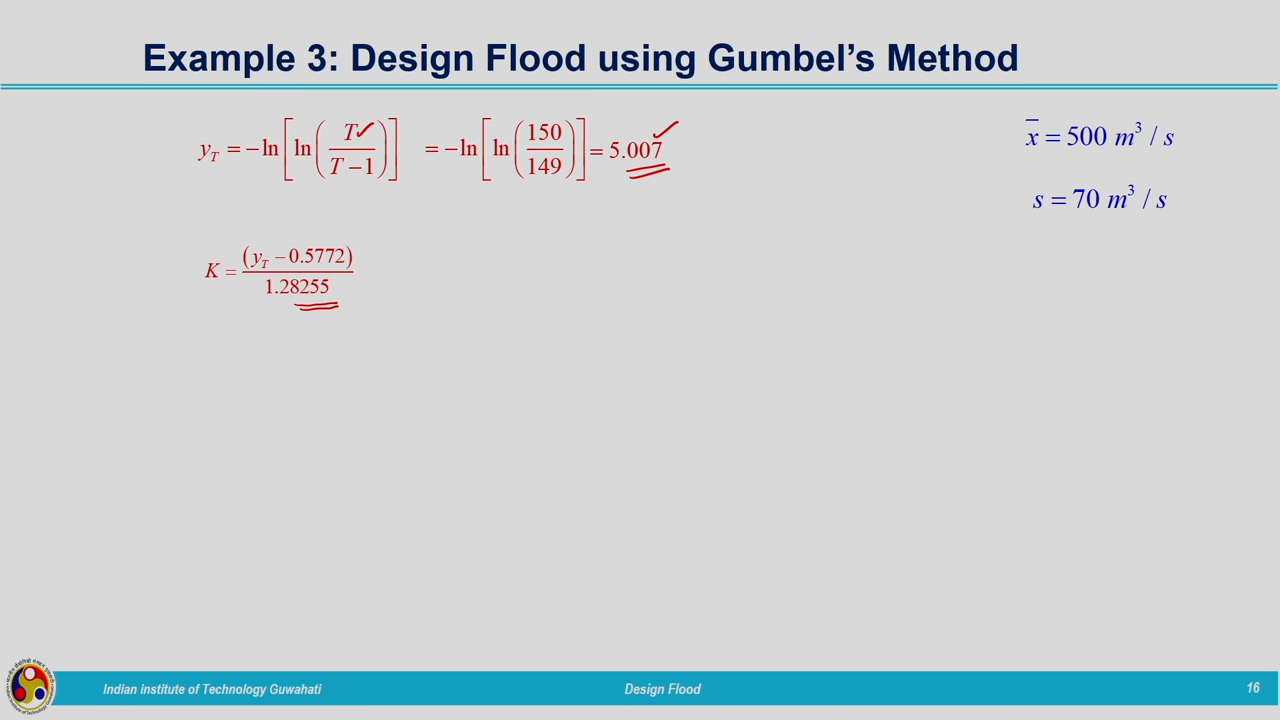 Example 3: Design Flood using Gumbel's Method
y_T = −ln[ln(T/(T−1))] = −ln[ln(150/149)] = 5.007
x̄ = 500 m³ / s
s = 70 m³ / s
K = (y_T − 0.5772)/1.28255
Indian institute of Technology Guwahati Design Flood 16